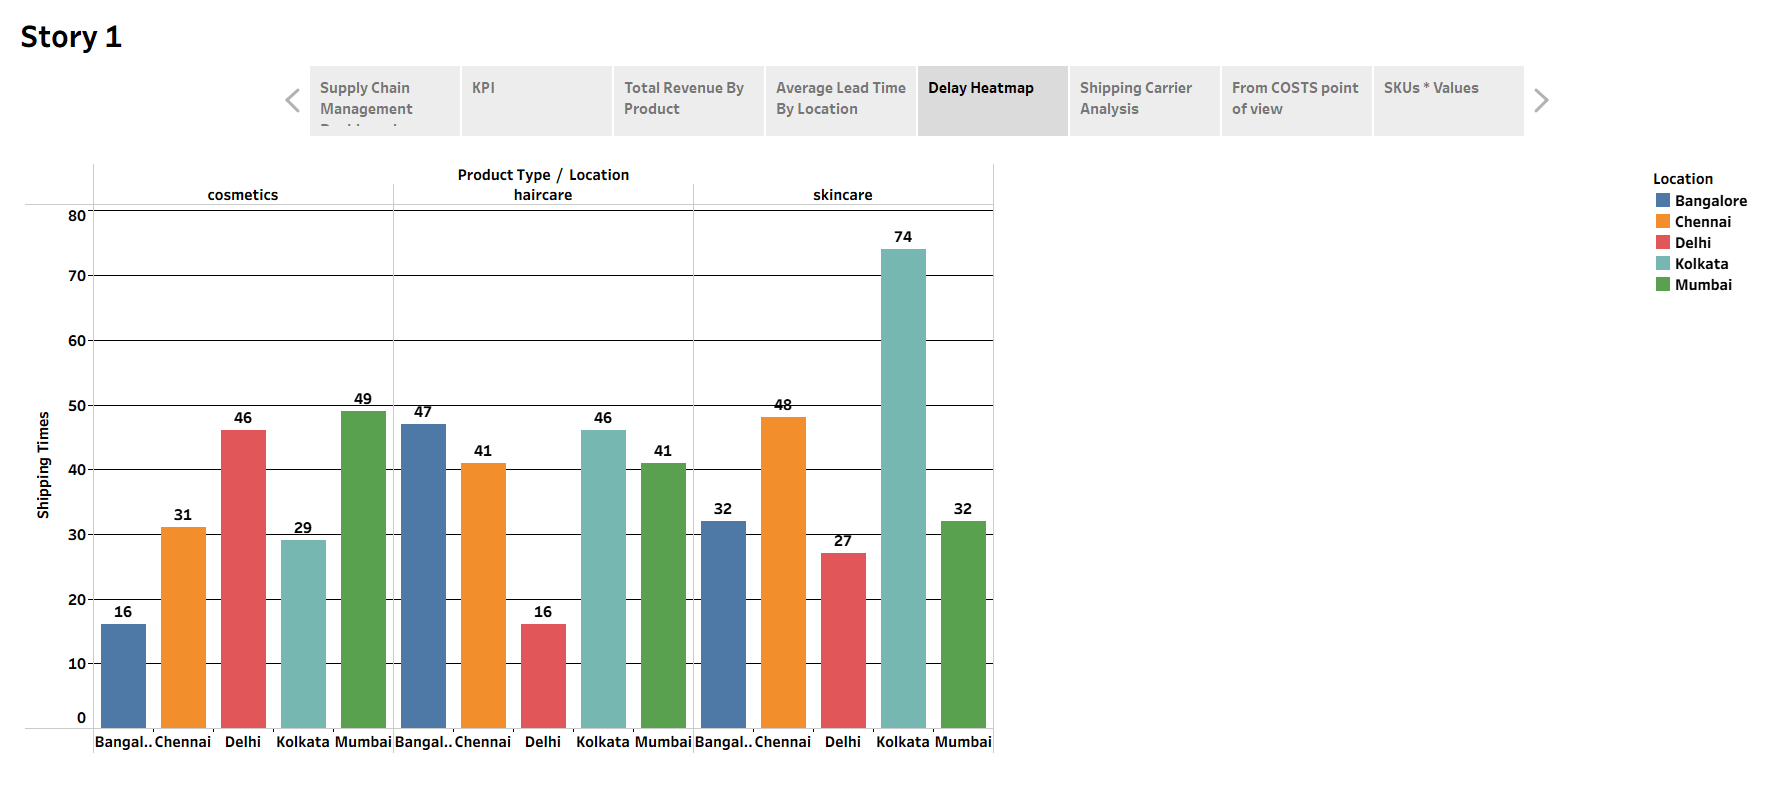 Story 1
Supply Chain
Management
KPI
Total Revenue By
Product
Average Lead Time
By Location
Delay Heatmap
Shipping Carrier
Analysis
From COSTS point
of view
SKUs * Values
Product Type / Location
cosmetics haircare skincare
Location
Bangalore
Chennai
Delhi
Kolkata
Mumbai
Shipping Times
80
70
60
50
40
30
20
10
0
16 31 46 29 49 47 41 16 46 41 32 48 27 74 32
Bangal.. Chennai Delhi Kolkata Mumbai Bangal.. Chennai Delhi Kolkata Mumbai Bangal.. Chennai Delhi Kolkata Mumbai